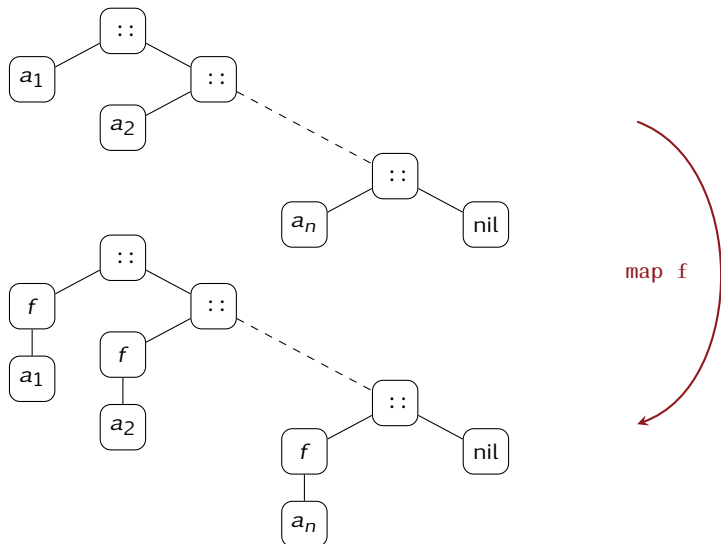 ::
a1 ::
a2
::
an nil
::
f ::
map f
f
a1
::
a2
f nil
an